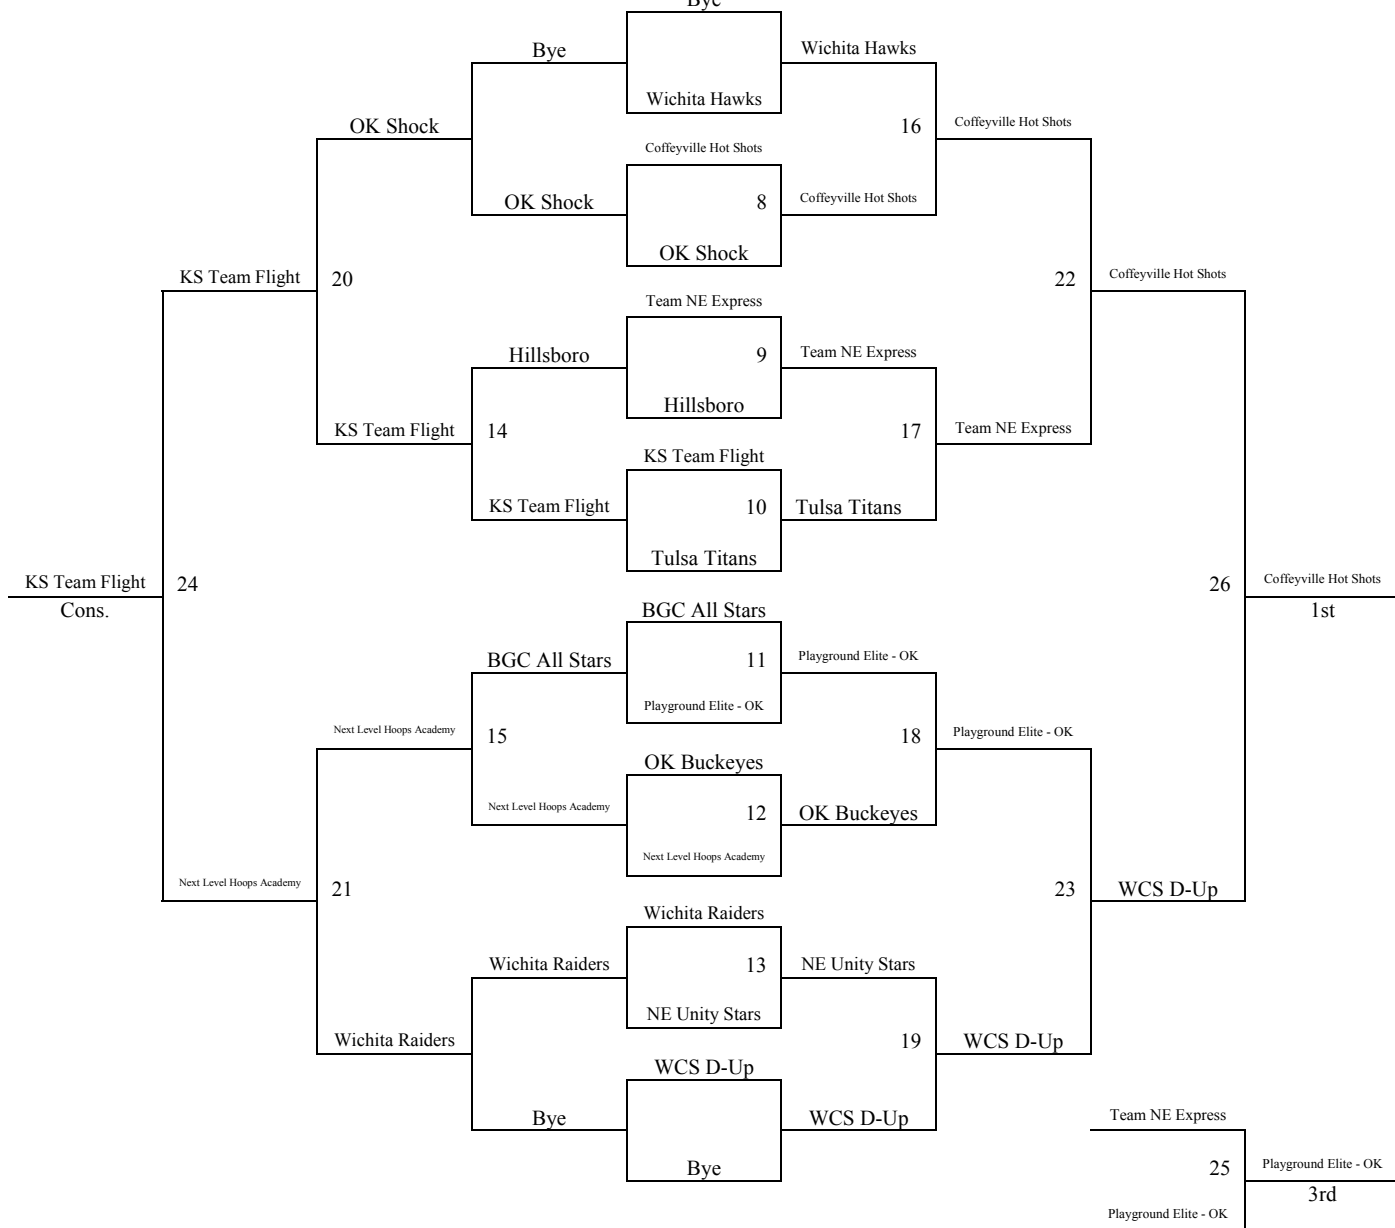 Bye
Bye
Wichita Hawks
Wichita Hawks
OK Shock
16
Coffeyville Hot Shots
Coffeyville Hot Shots
OK Shock
8
Coffeyville Hot Shots
OK Shock
KS Team Flight
20
22
Coffeyville Hot Shots
Team NE Express
Hillsboro
9
Team NE Express
Hillsboro
KS Team Flight
14
17
Team NE Express
KS Team Flight
KS Team Flight
10
Tulsa Titans
Tulsa Titans
KS Team Flight
24
26
Coffeyville Hot Shots
Cons.
BGC All Stars
1st
BGC All Stars
11
Playground Elite - OK
Playground Elite - OK
Next Level Hoops Academy
15
18
Playground Elite - OK
OK Buckeyes
Next Level Hoops Academy
12
OK Buckeyes
Next Level Hoops Academy
Next Level Hoops Academy
21
23
WCS D-Up
Wichita Raiders
Wichita Raiders
13
NE Unity Stars
NE Unity Stars
Wichita Raiders
19
WCS D-Up
WCS D-Up
Bye
WCS D-Up
Team NE Express
Bye
25
Playground Elite - OK
3rd
Playground Elite - OK